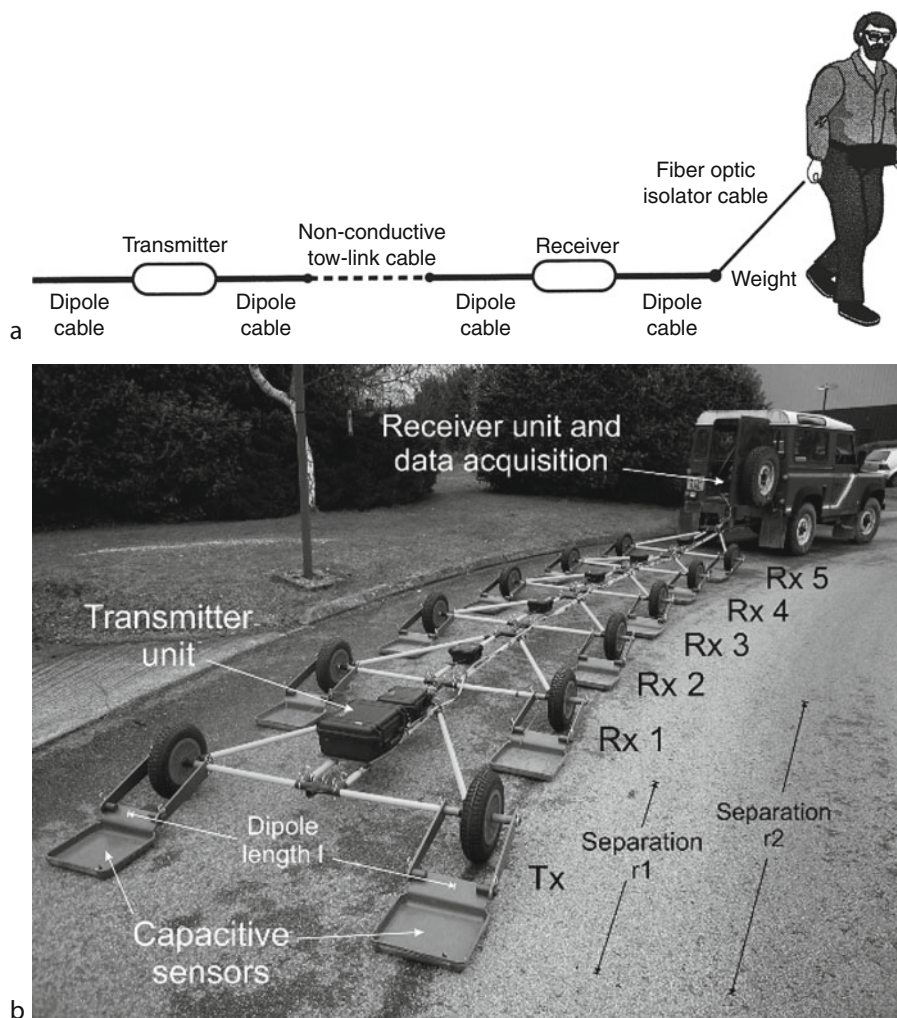 Fiber optic
isolator cable
Transmitter
Non-conductive
tow-link cable
Receiver
Weight
Dipole
cable
Dipole
cable
Dipole
cable
Dipole
cable
a
Receiver unit and
data acquisition
Rx 5
Rx 4
Rx 3
Rx 2
Rx 1
Transmitter
unit
Separation
r2
Separation
r1
Dipole
length l
Tx
Capacitive
sensors
b